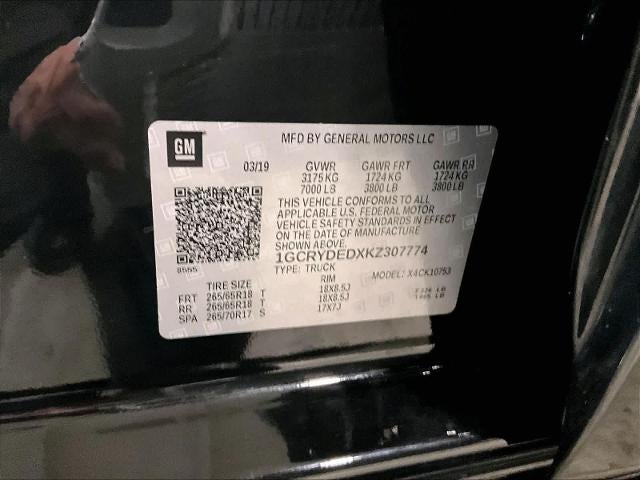 GM
MFD BY GENERAL MOTORS LLC
03/19 GVWR GAWR FRT GAWR RR
3175 KG 1724 KG 1724 KG
7000 LB 3800 LB 3800 LB
THIS VEHICLE CONFORMS TO ALL
APPLICABLE U.S. FEDERAL MOTOR
VEHICLE SAFETY STANDARDS IN EFFECT
ON THE DATE OF MANUFACTURE
SHOWN ABOVE.
1GCRYDEDXKZ307774
8555
TYPE: TRUCK MODEL: X4CK10753
TIRE SIZE RIM
FRT 265/65R18 T 18X8.5J
RR 265/65R18 T 18X8.5J
SPA 265/70R17 S 17X7J